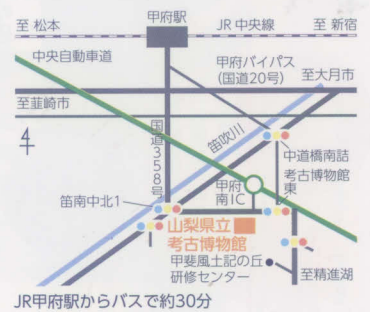 甲府駅
至 松本
JR 中央線
至 新宿
中央自動車道
甲府バイパス
(国道20号)
至大月市
至韮崎市
国道358号
笛吹川
中道橋南詰
考古博物館
東
甲府
南IC
笛南中北1
山梨県立
考古博物館
甲斐風土記の丘
研修センター
至精進湖
JR甲府駅からバスで約30分